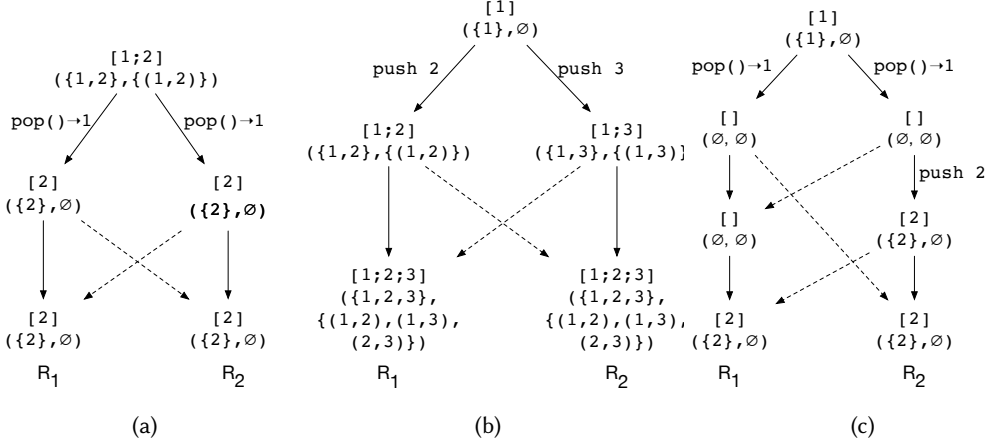 [1;2]
({1,2},{(1,2)})
pop()→1
pop()→1
[2]
({2},∅)
[2]
({2},∅)
[2]
({2},∅)
[2]
({2},∅)
R1
R2
(a)
[1]
({1},∅)
push 2
push 3
[1;2]
({1,2},{(1,2)})
[1;3]
({1,3},{(1,3)}
[1;2;3]
({1,2,3},
{(1,2),(1,3),
(2,3)})
[1;2;3]
({1,2,3},
{(1,2),(1,3),
(2,3)})
R1
R2
(b)
[1]
({1},∅)
pop()→1
pop()→1
[]
(∅, ∅)
[]
(∅, ∅)
push 2
[]
(∅, ∅)
[2]
({2},∅)
[2]
({2},∅)
[2]
({2},∅)
R1
R2
(c)